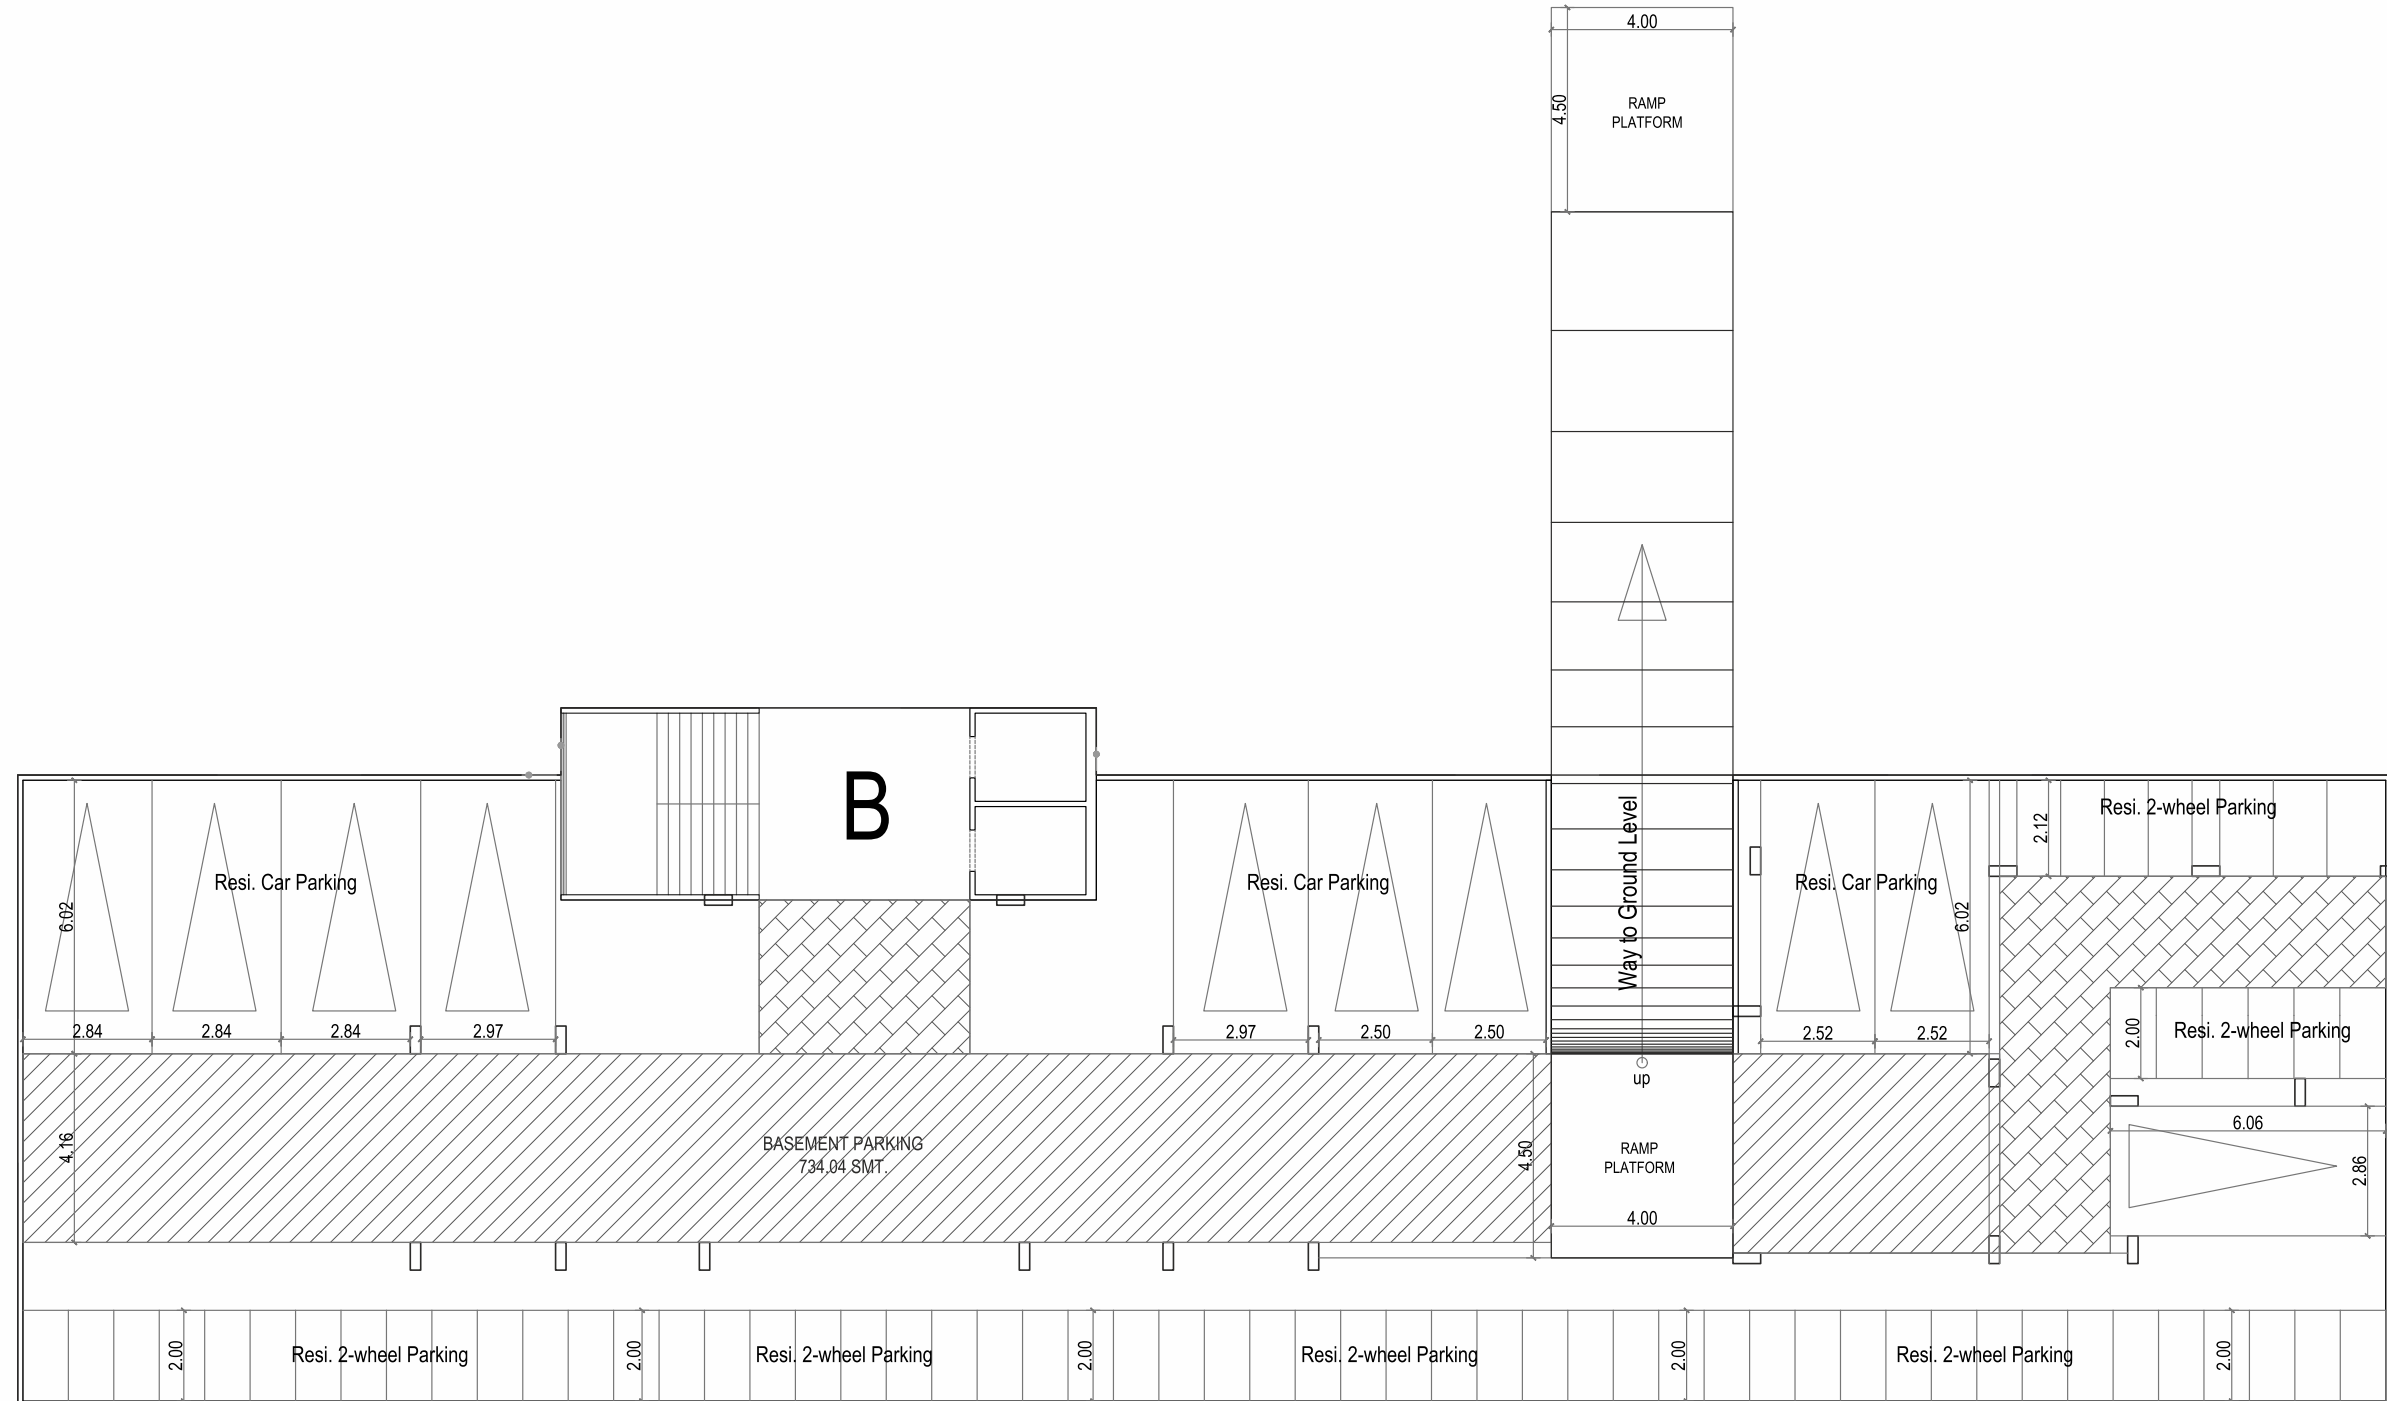 4.00
4.50
RAMP
PLATFORM
B
Resi. 2-wheel Parking
2.12
Way to Ground Level
Resi. Car Parking
Resi. Car Parking
Resi. Car Parking
6.02
6.02
2.84
2.84
2.84
2.97
2.97
2.50
2.50
2.52
2.52
2.00
Resi. 2-wheel Parking
up
4.16
BASEMENT PARKING
734.04 SMT.
4.50
RAMP
PLATFORM
4.00
6.06
2.86
2.00
Resi. 2-wheel Parking
2.00
Resi. 2-wheel Parking
2.00
Resi. 2-wheel Parking
2.00
Resi. 2-wheel Parking
2.00